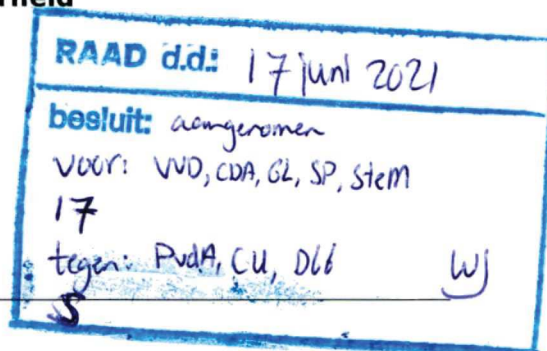 RAAD d.d.: 17 juni 2021
besluit: aangenomen
voor: VVD, CDA, GL, SP, Stem
17
tegen: PvdA, CU, D66
5